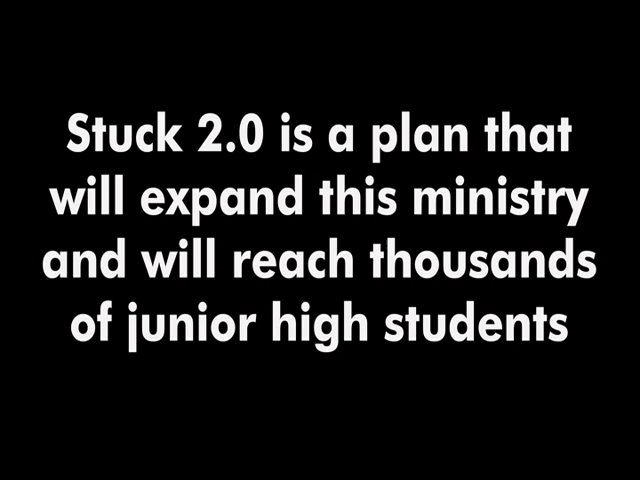 Stuck 2.0 is a plan that
will expand this ministry
and will reach thousands
of junior high students